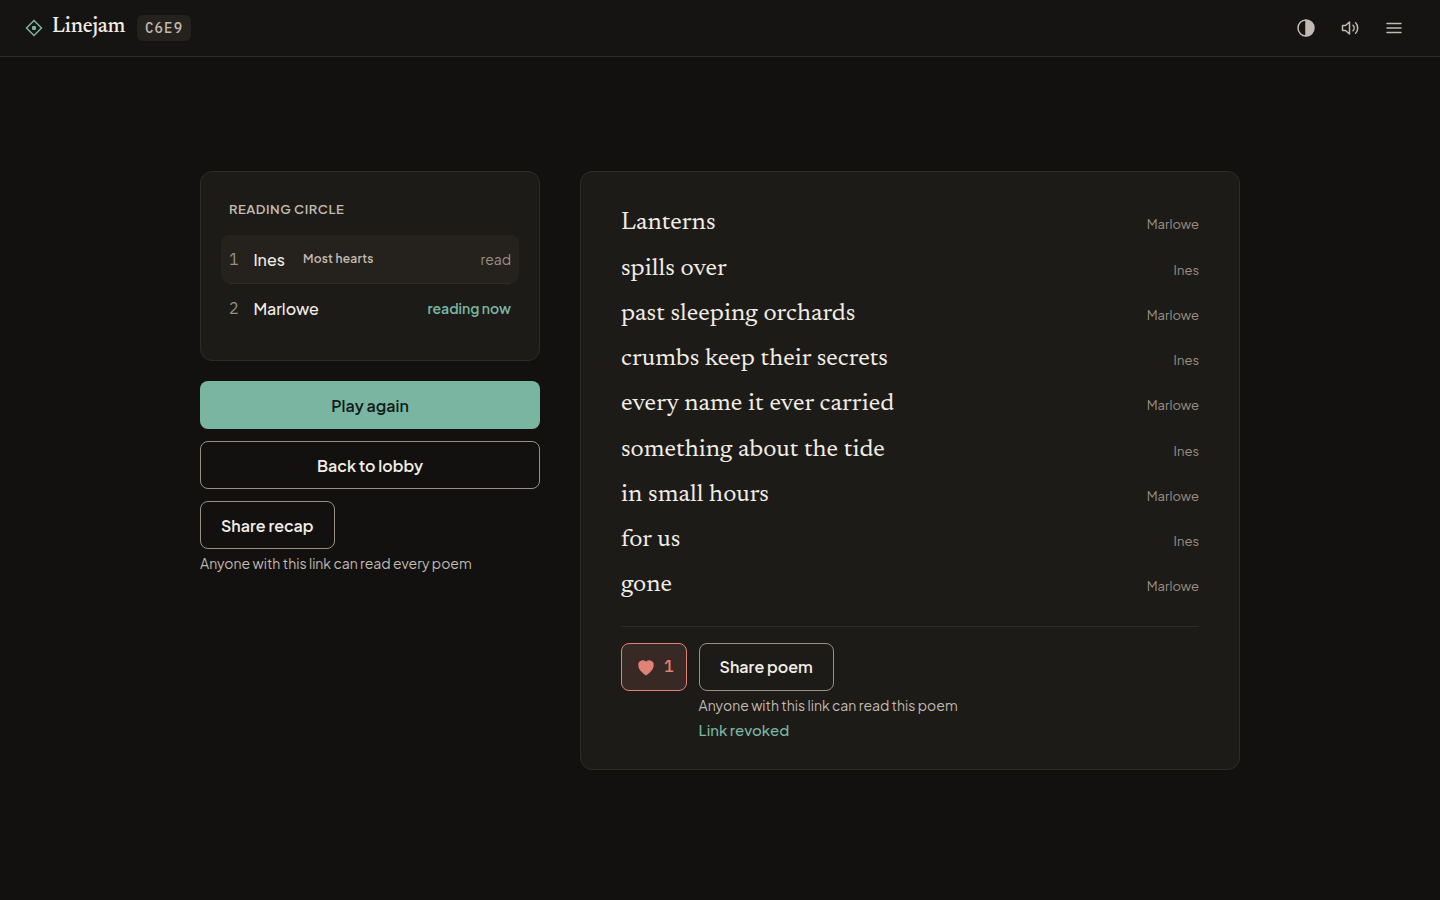 Linejam C6E9
READING CIRCLE
1 Ines Most hearts read
2 Marlowe reading now
Play again
Back to lobby
Share recap
Anyone with this link can read every poem
Lanterns Marlowe
spills over Ines
past sleeping orchards Marlowe
crumbs keep their secrets Ines
every name it ever carried Marlowe
something about the tide Ines
in small hours Marlowe
for us Ines
gone Marlowe
1 Share poem
Anyone with this link can read this poem
Link revoked